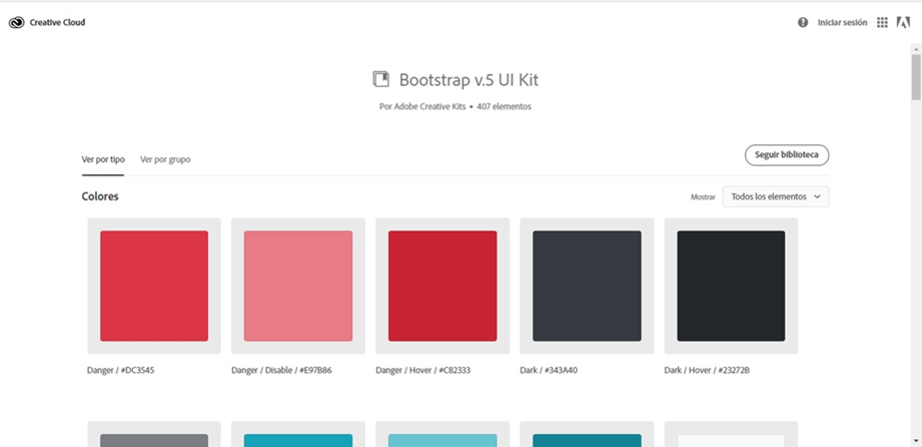 Creative Cloud
Iniciar sesión
Bootstrap v.5 UI Kit
Por Adobe Creative Kits • 407 elementos
Ver por tipo
Ver por grupo
Seguir biblioteca
Colores
Mostrar
Todos los elementos
Danger / #DC3545
Danger / Disable / #E97B86
Danger / Hover / #C82333
Dark / #343A40
Dark / Hover / #23272B